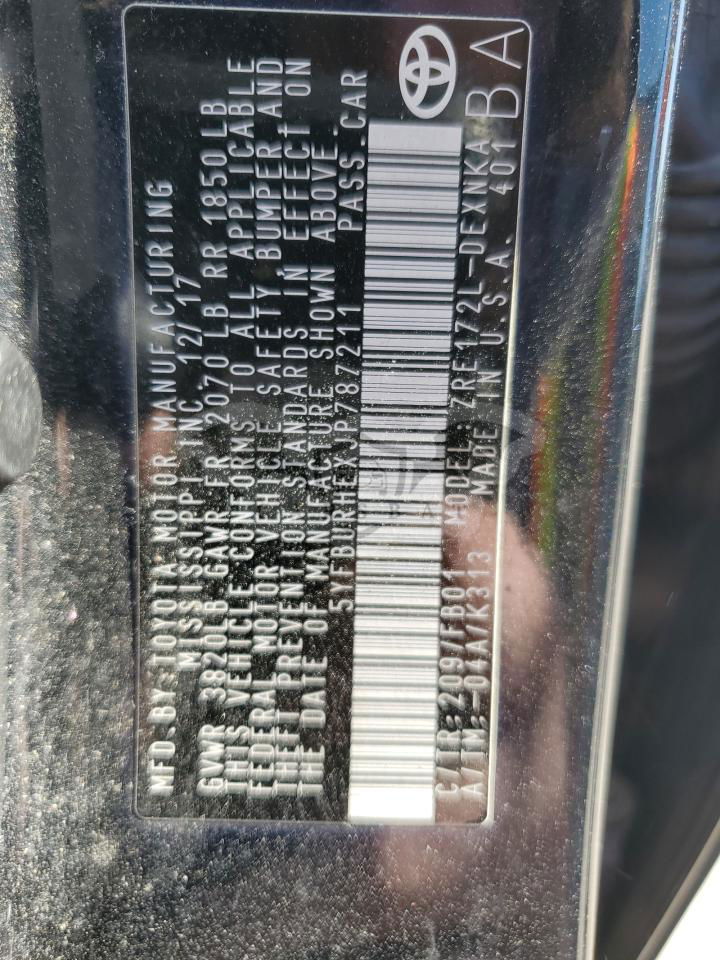 MFD.BY:TOYOTA MOTOR MANUFACTURING
MISSISSIPPI,INC. 12/17
GVWR 3820LB GAWR FR 2070 LB RR 1850LB
THIS VEHICLE CONFORMS TO ALL APPLICABLE
FEDERAL MOTOR VEHICLE SAFETY, BUMPER AND
THEFT PREVENTION STANDARDS IN EFFECT ON
THE DATE OF MANUFACTURE SHOWN ABOVE.
5YFBURHEXJP787211 PASS.CAR
C/TR:209/FB01 MODEL:ZRE172L-DEXNKA
A/TM:-04A/K313 MADE IN U.S.A. 401 BA